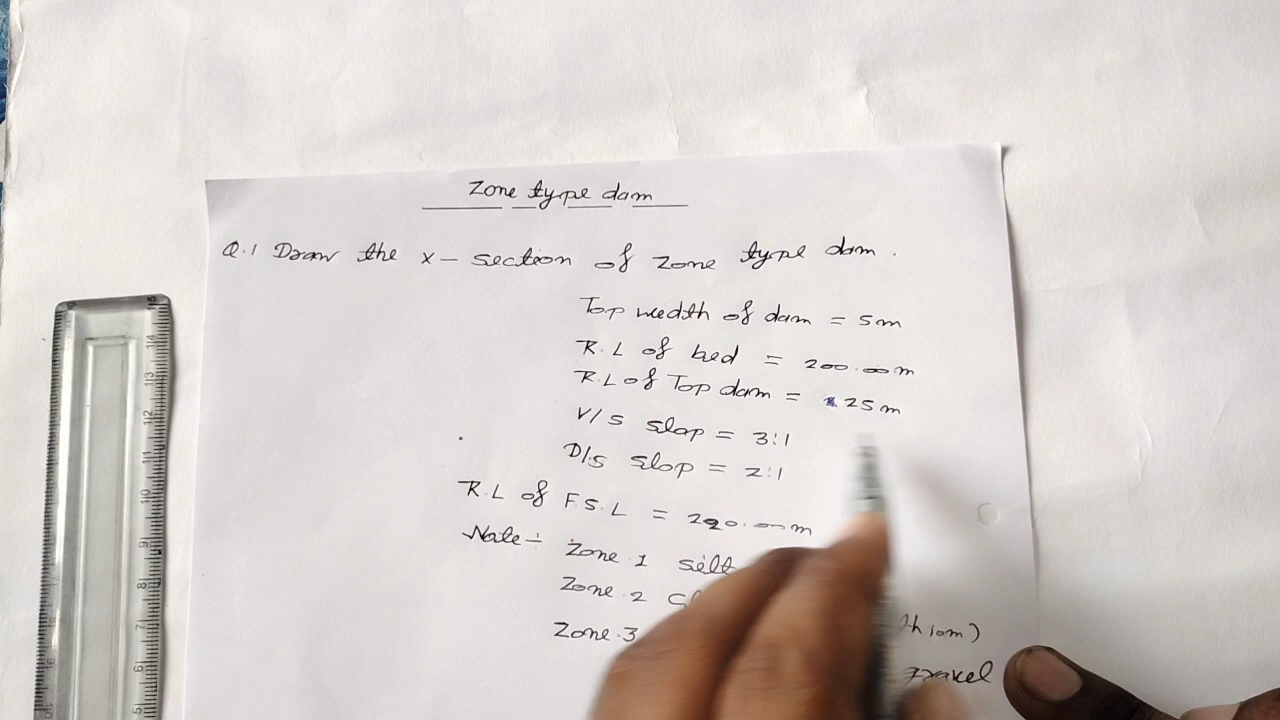 Zone type dam
Q.1 Draw the x- section of zone type dam.
Top width of dam = 5m
R.L of bed = 200.00m
R.L of Top dam = 25m
V/s slop = 3:1
D/s slop = 2:1
R.L of F.S.L = 220.00m
Note÷ Zone.1 silt
Zone.2
Zone.3
gravel